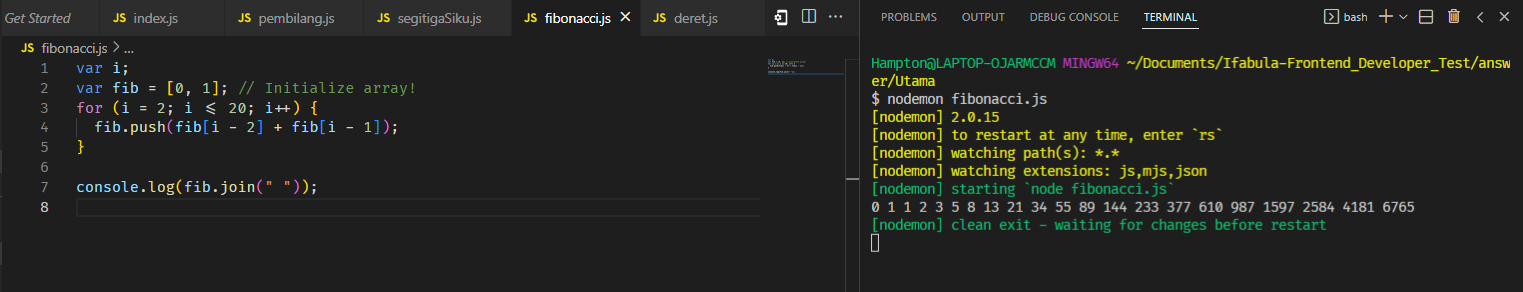 Get Started JS index.js JS pembilang.js JS segitigaSiku.js JS fibonacci.js JS deret.js
JS fibonacci.js > ...
1 var i;
2 var fib = [0, 1]; // Initialize array!
3 for (i = 2; i <= 20; i++) {
4 fib.push(fib[i - 2] + fib[i - 1]);
5 }
6
7 console.log(fib.join(" "));
8
PROBLEMS OUTPUT DEBUG CONSOLE TERMINAL bash
Hampton@LAPTOP-OJARMCCM MINGW64 ~/Documents/Ifabula-Frontend_Developer_Test/answ
er/Utama
$ nodemon fibonacci.js
[nodemon] 2.0.15
[nodemon] to restart at any time, enter `rs`
[nodemon] watching path(s): *.*
[nodemon] watching extensions: js,mjs,json
[nodemon] starting `node fibonacci.js`
0 1 1 2 3 5 8 13 21 34 55 89 144 233 377 610 987 1597 2584 4181 6765
[nodemon] clean exit - waiting for changes before restart